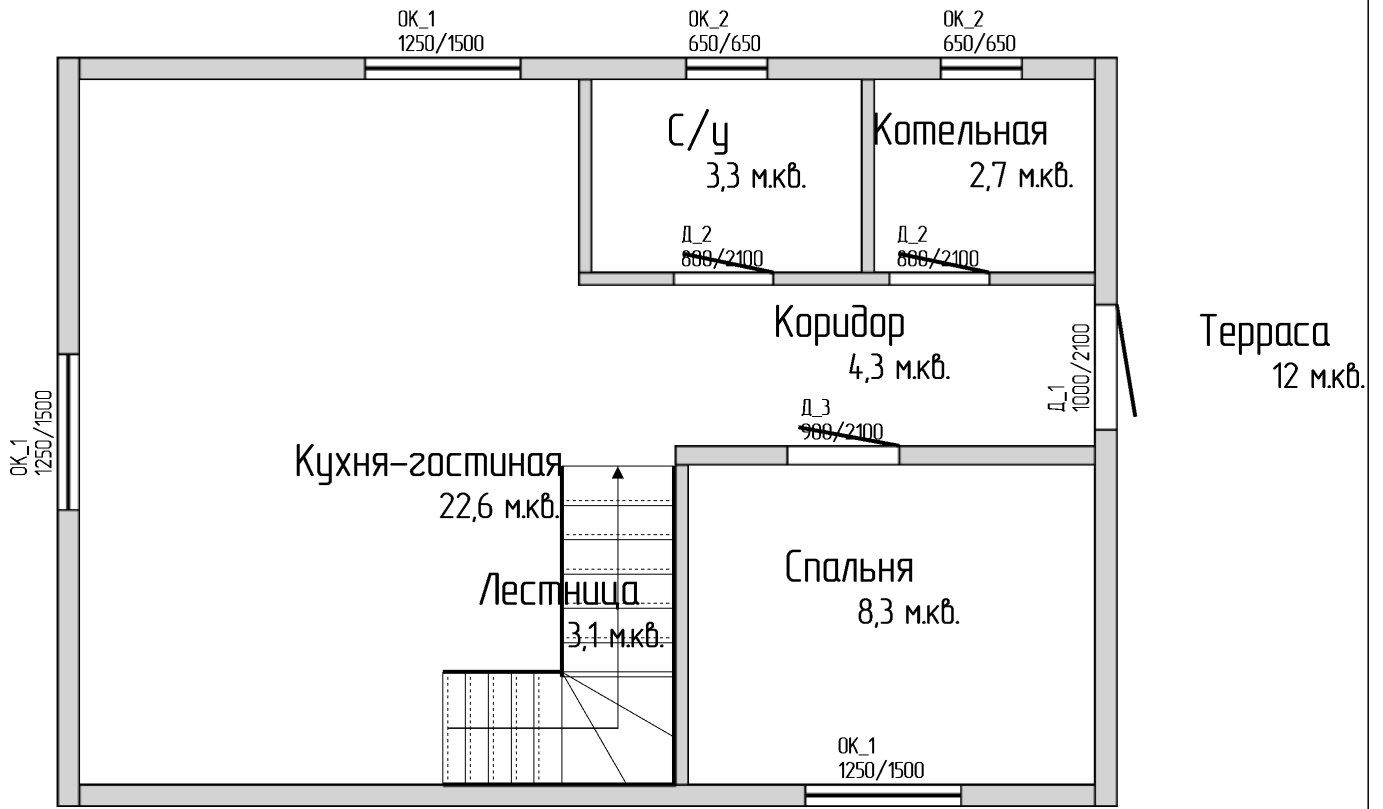 ОК_1
1250/1500
ОК_2
650/650
ОК_2
650/650
С/у
3,3 м.кв.
Котельная
2,7 м.кв.
Д_2
800/2100
Д_2
800/2100
Коридор
4,3 м.кв.
Д_1
1000/2100
Терраса
12 м.кв.
ОК_1
1250/1500
Д_3
900/2100
Кухня-гостиная
22,6 м.кв.
Лестница
3,1 м.кв.
Спальня
8,3 м.кв.
ОК_1
1250/1500